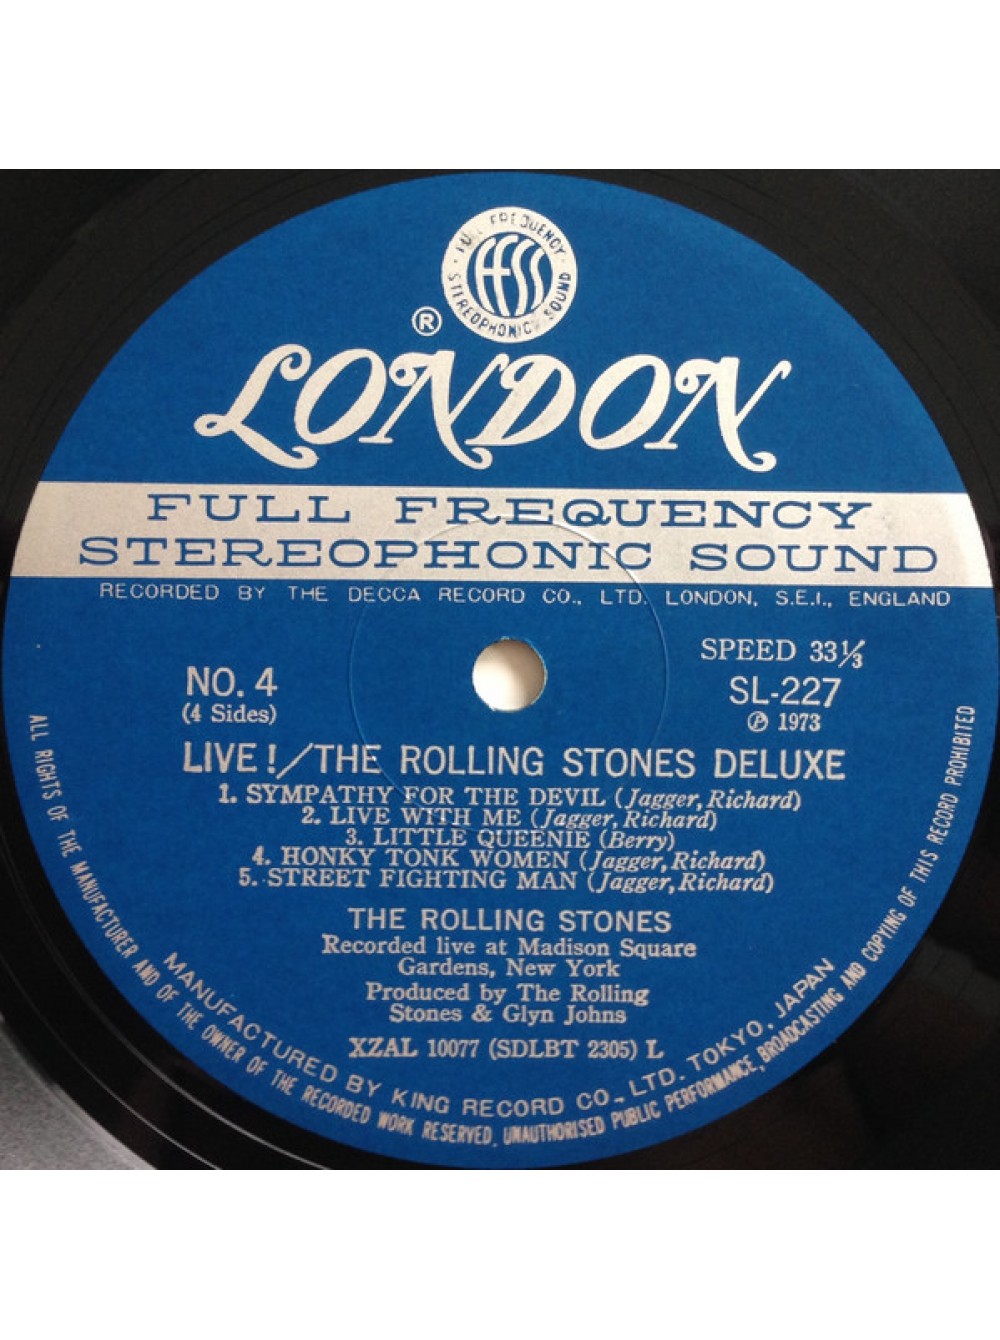 FULL FREQUENCY
STEREOPHONIC SOUND
FFSS
®
LONDON
FULL FREQUENCY
STEREOPHONIC SOUND
RECORDED BY THE DECCA RECORD CO., LTD. LONDON, S.E.I., ENGLAND
SPEED 33⅓
NO. 4
SL-227
(4 Sides)
℗ 1973
LIVE!/THE ROLLING STONES DELUXE
1. SYMPATHY FOR THE DEVIL (Jagger, Richard)
2. LIVE WITH ME (Jagger, Richard)
3. LITTLE QUEENIE (Berry)
4. HONKY TONK WOMEN (Jagger, Richard)
5. STREET FIGHTING MAN (Jagger, Richard)
THE ROLLING STONES
Recorded live at Madison Square
Gardens, New York
Produced by The Rolling
Stones & Glyn Johns
XZAL 10077 (SDLBT 2305) L
MANUFACTURED BY KING RECORD CO., LTD. TOKYO, JAPAN
ALL RIGHTS OF THE MANUFACTURER AND OF THE OWNER OF THE RECORDED WORK RESERVED, UNAUTHORISED PUBLIC PERFORMANCE, BROADCASTING AND COPYING OF THIS RECORD PROHIBITED